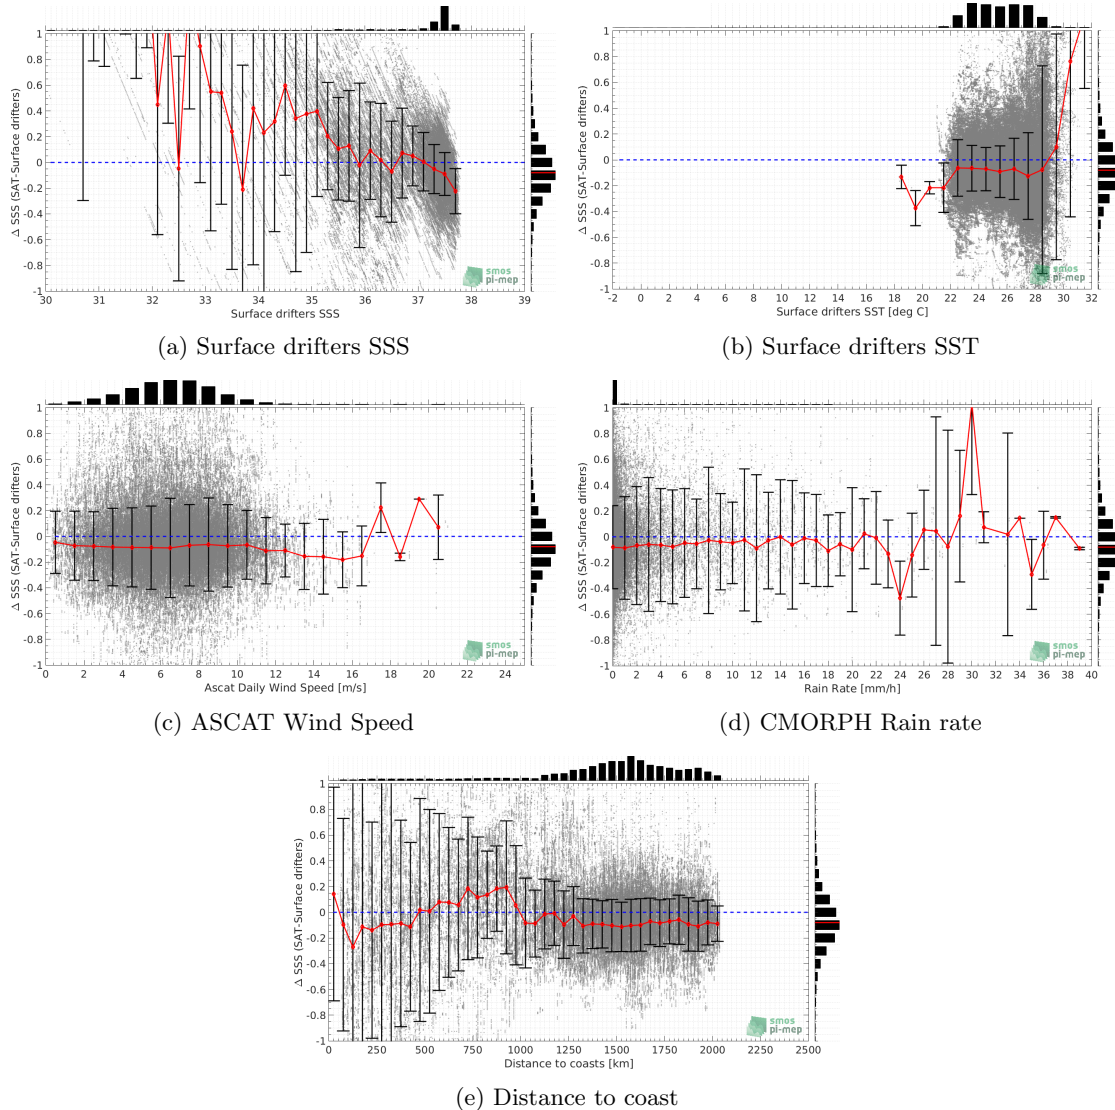 Δ SSS (SAT-Surface drifters)
1
0.8
0.6
0.4
0.2
0
-0.2
-0.4
-0.6
-0.8
-1
30 31 32 33 34 35 36 37 38 39
Surface drifters SSS
smos
pi-mep
(a) Surface drifters SSS
Δ SSS (SAT-Surface drifters)
1
0.8
0.6
0.4
0.2
0
-0.2
-0.4
-0.6
-0.8
-1
-2 0 2 4 6 8 10 12 14 16 18 20 22 24 26 28 30 32
Surface drifters SST [deg C]
smos
pi-mep
(b) Surface drifters SST
Δ SSS (SAT-Surface drifters)
1
0.8
0.6
0.4
0.2
0
-0.2
-0.4
-0.6
-0.8
-1
0 2 4 6 8 10 12 14 16 18 20 22 24
Ascat Daily Wind Speed [m/s]
smos
pi-mep
(c) ASCAT Wind Speed
Δ SSS (SAT-Surface drifters)
1
0.8
0.6
0.4
0.2
0
-0.2
-0.4
-0.6
-0.8
-1
0 2 4 6 8 10 12 14 16 18 20 22 24 26 28 30 32 34 36 38 40
Rain Rate [mm/h]
smos
pi-mep
(d) CMORPH Rain rate
Δ SSS (SAT-Surface drifters)
1
0.8
0.6
0.4
0.2
0
-0.2
-0.4
-0.6
-0.8
-1
0 250 500 750 1000 1250 1500 1750 2000 2250 2500
Distance to coasts [km]
smos
pi-mep
(e) Distance to coast